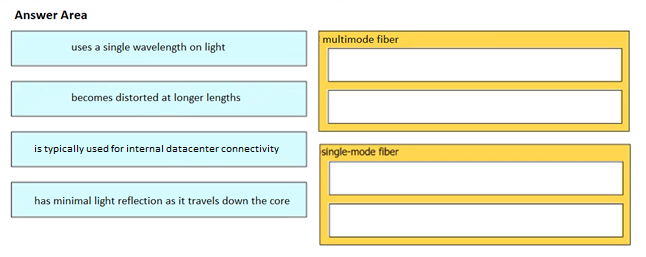 Answer Area
uses a single wavelength on light
becomes distorted at longer lengths
is typically used for internal datacenter connectivity
has minimal light reflection as it travels down the core
multimode fiber
single-mode fiber